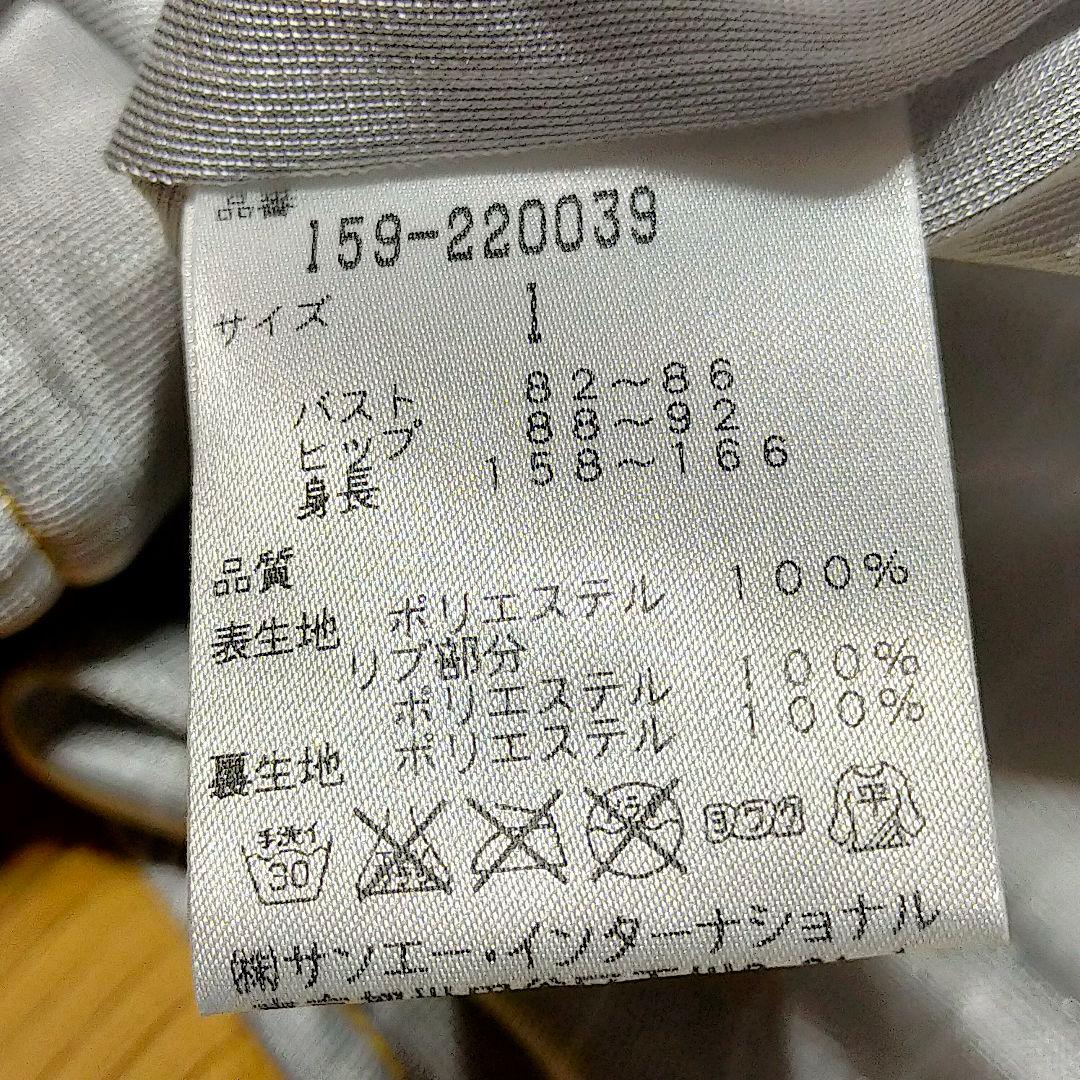 品番
159-220039
サイズ 1
バスト 82〜86
ヒップ 88〜92
身長 158〜166
品質
表生地 ポリエステル 100%
リブ部分
ポリエステル 100%
裏生地 ポリエステル 100%
手洗イ 30
ヨワク
平
(株)サンエー・インターナショナル